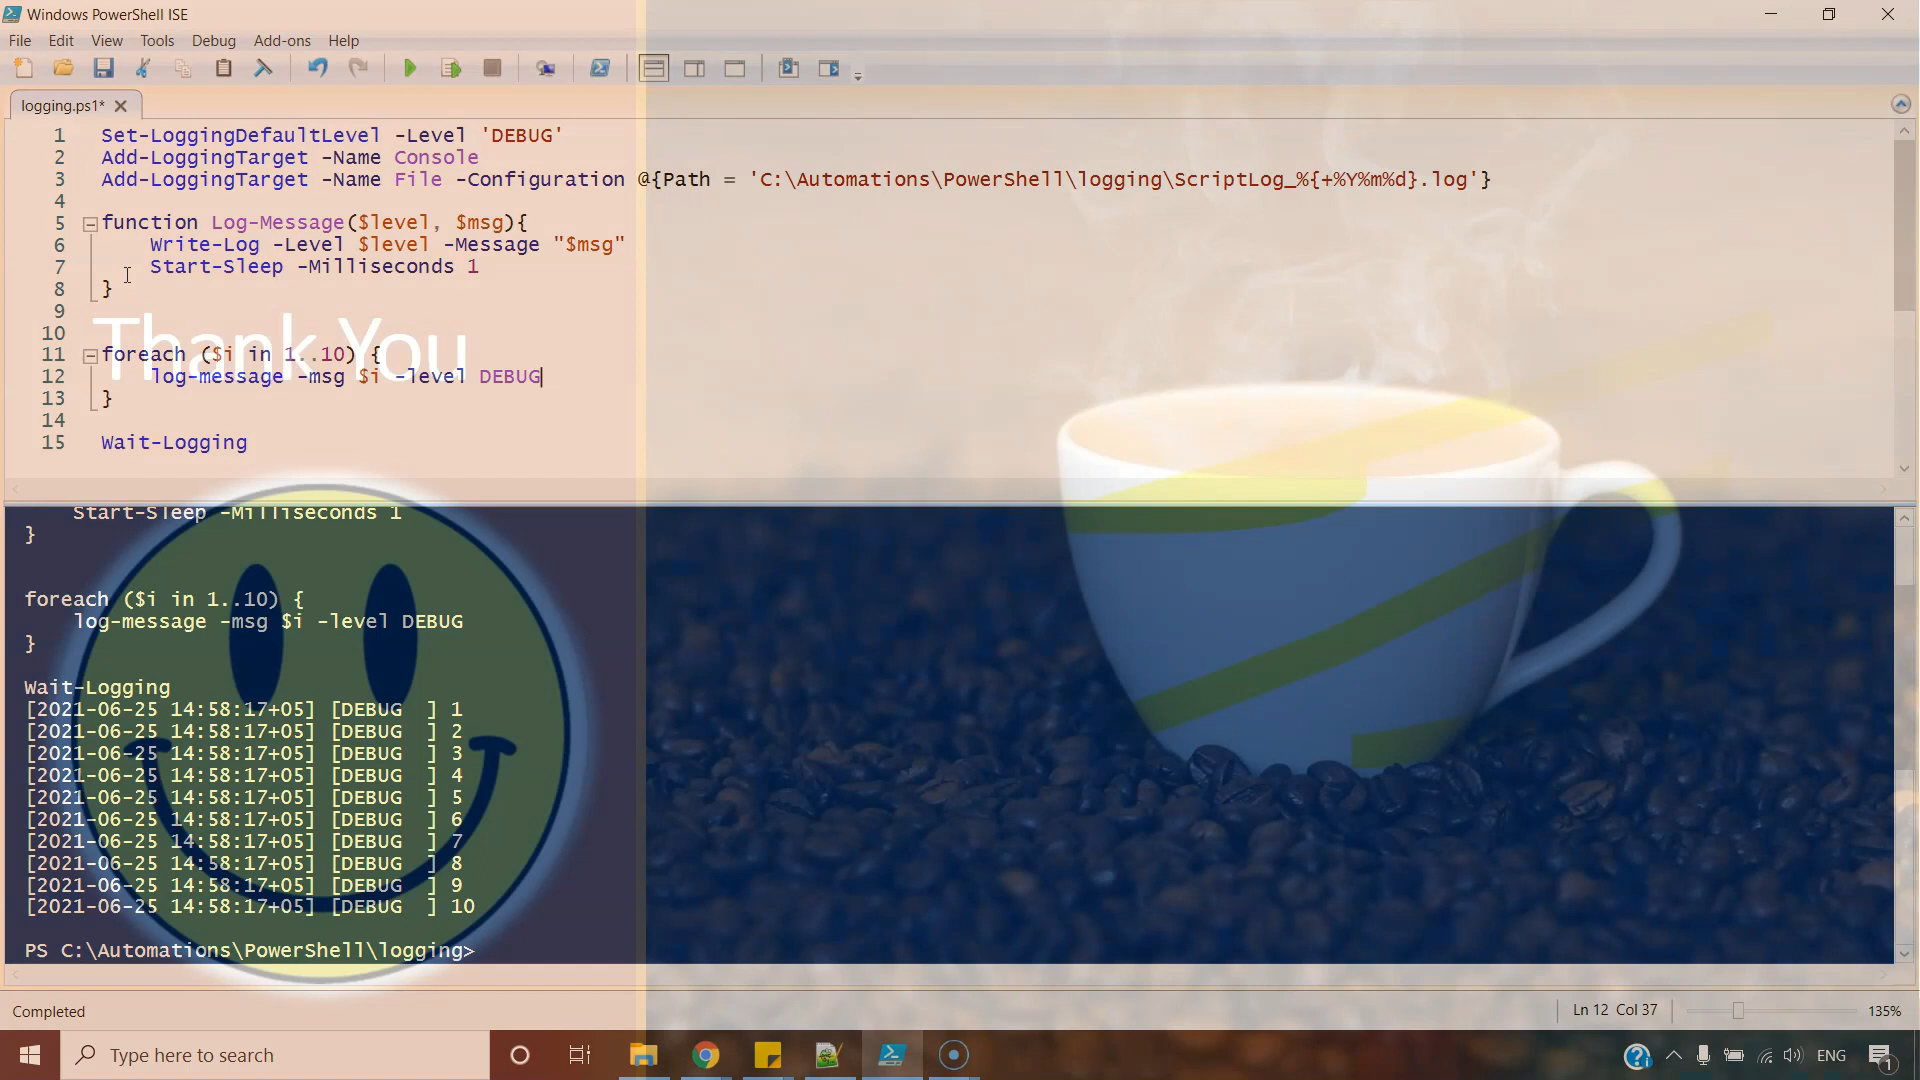 Windows PowerShell ISE
File Edit View Tools Debug Add-ons Help
logging.ps1*
1 Set-LoggingDefaultLevel -Level 'DEBUG'
2 Add-LoggingTarget -Name Console
3 Add-LoggingTarget -Name File -Configuration @{Path = 'C:\Automations\PowerShell\logging\ScriptLog_%{+%Y%m%d}.log'}
4
5 function Log-Message($level, $msg){
6 Write-Log -Level $level -Message "$msg"
7 Start-Sleep -Milliseconds 1
8 }
9
10
Thank You
11 foreach ($i in 1..10) {
12 log-message -msg $i -level DEBUG
13 }
14
15 Wait-Logging
Start-Sleep -Milliseconds 1
}
foreach ($i in 1..10) {
log-message -msg $i -level DEBUG
}
Wait-Logging
[2021-06-25 14:58:17+05] [DEBUG  ] 1
[2021-06-25 14:58:17+05] [DEBUG  ] 2
[2021-06-25 14:58:17+05] [DEBUG  ] 3
[2021-06-25 14:58:17+05] [DEBUG  ] 4
[2021-06-25 14:58:17+05] [DEBUG  ] 5
[2021-06-25 14:58:17+05] [DEBUG  ] 6
[2021-06-25 14:58:17+05] [DEBUG  ] 7
[2021-06-25 14:58:17+05] [DEBUG  ] 8
[2021-06-25 14:58:17+05] [DEBUG  ] 9
[2021-06-25 14:58:17+05] [DEBUG  ] 10
PS C:\Automations\PowerShell\logging>
Completed Ln 12 Col 37 135%
Type here to search ENG 1